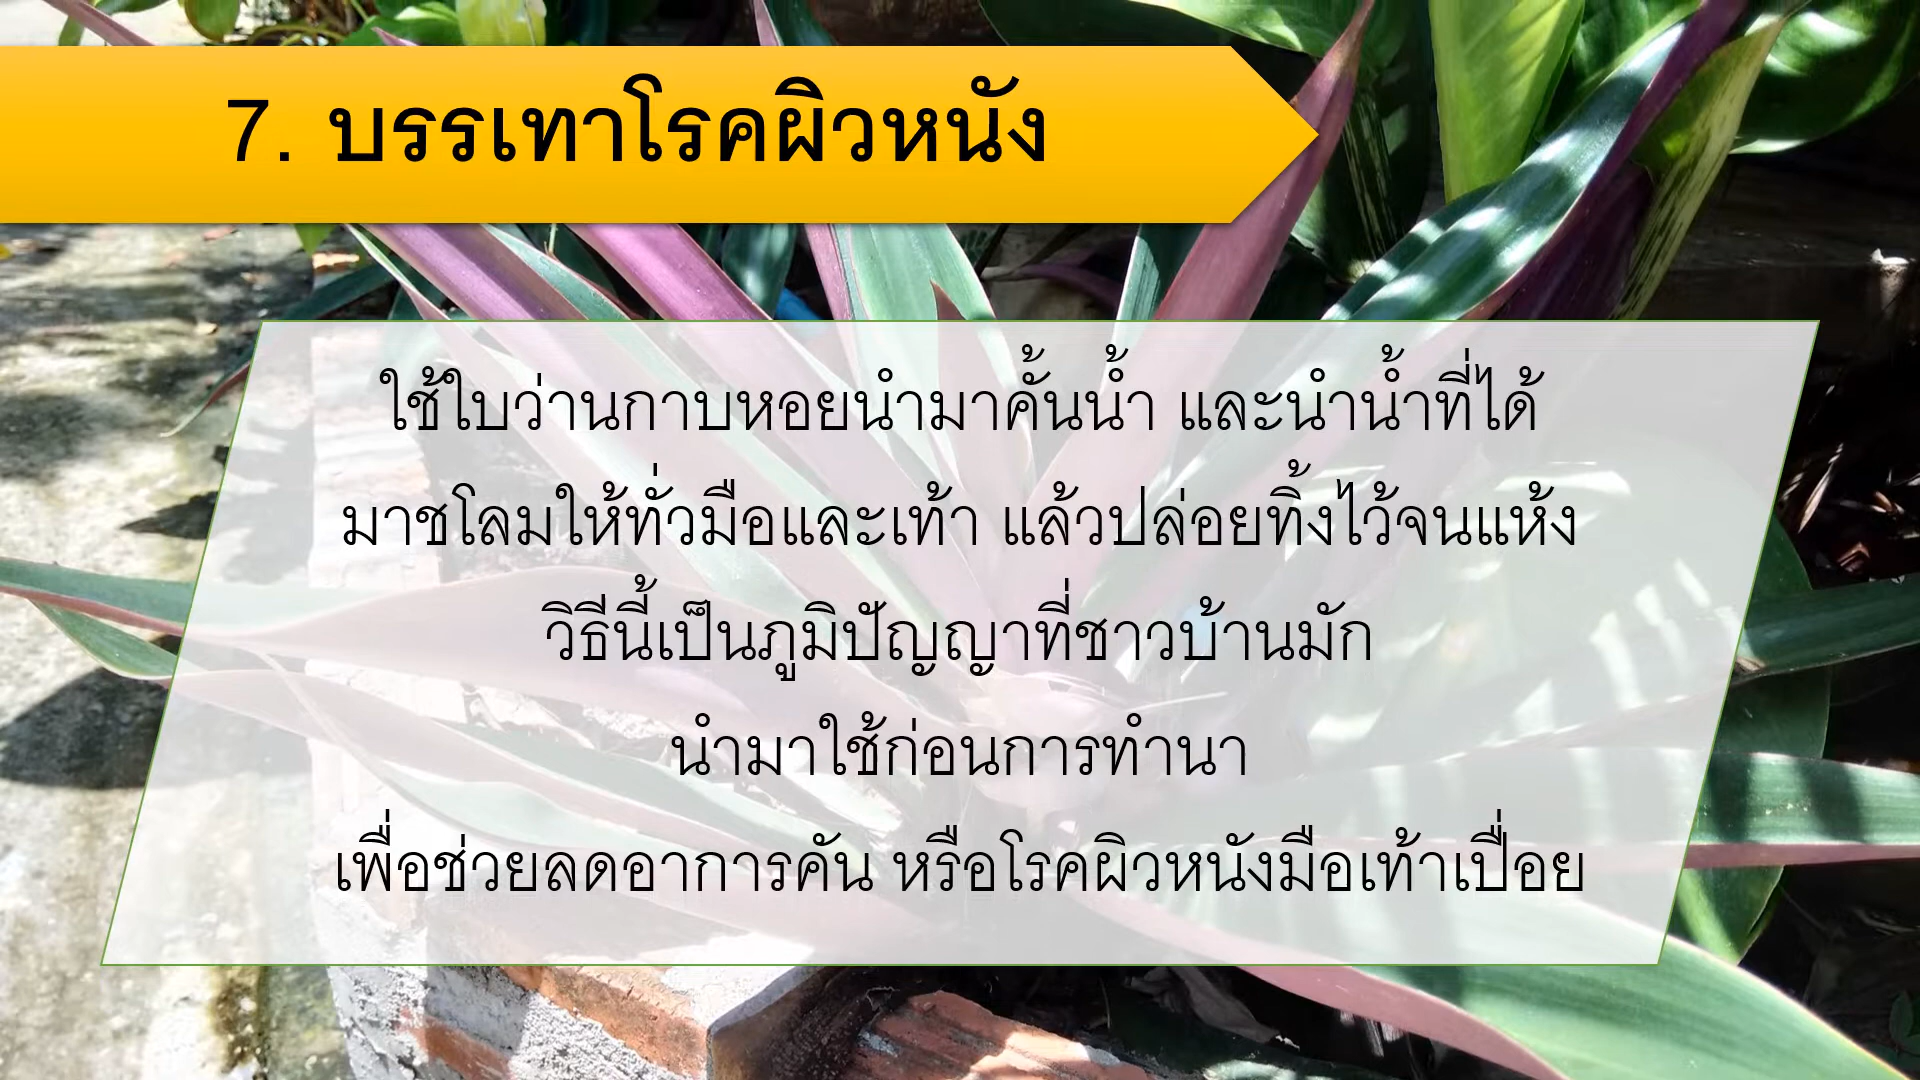 7. บรรเทาโรคผิวหนัง
ใช้ใบว่านกาบหอยนำมาคั้นน้ำ และนำน้ำที่ได้
มาชโลมให้ทั่วมือและเท้า แล้วปล่อยทิ้งไว้จนแห้ง
วิธีนี้เป็นภูมิปัญญาที่ชาวบ้านมัก
นำมาใช้ก่อนการทำนา
เพื่อช่วยลดอาการคัน หรือโรคผิวหนังมือเท้าเปื่อย